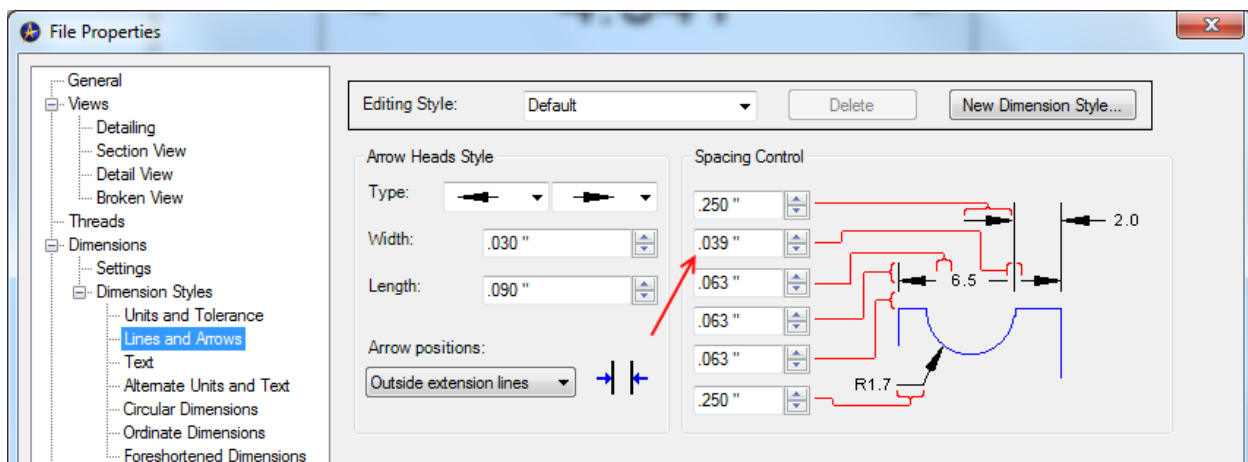 File Properties
General
Views
Detailing
Section View
Detail View
Broken View
Threads
Dimensions
Settings
Dimension Styles
Units and Tolerance
Lines and Arrows
Text
Alternate Units and Text
Circular Dimensions
Ordinate Dimensions
Foreshortened Dimensions
Editing Style:
Default
Delete
New Dimension Style...
Arrow Heads Style
Type:
Width:
.030 "
Length:
.090 "
Arrow positions:
Outside extension lines
Spacing Control
.250 "
.039 "
.063 "
.063 "
.063 "
.250 "
2.0
6.5
R1.7